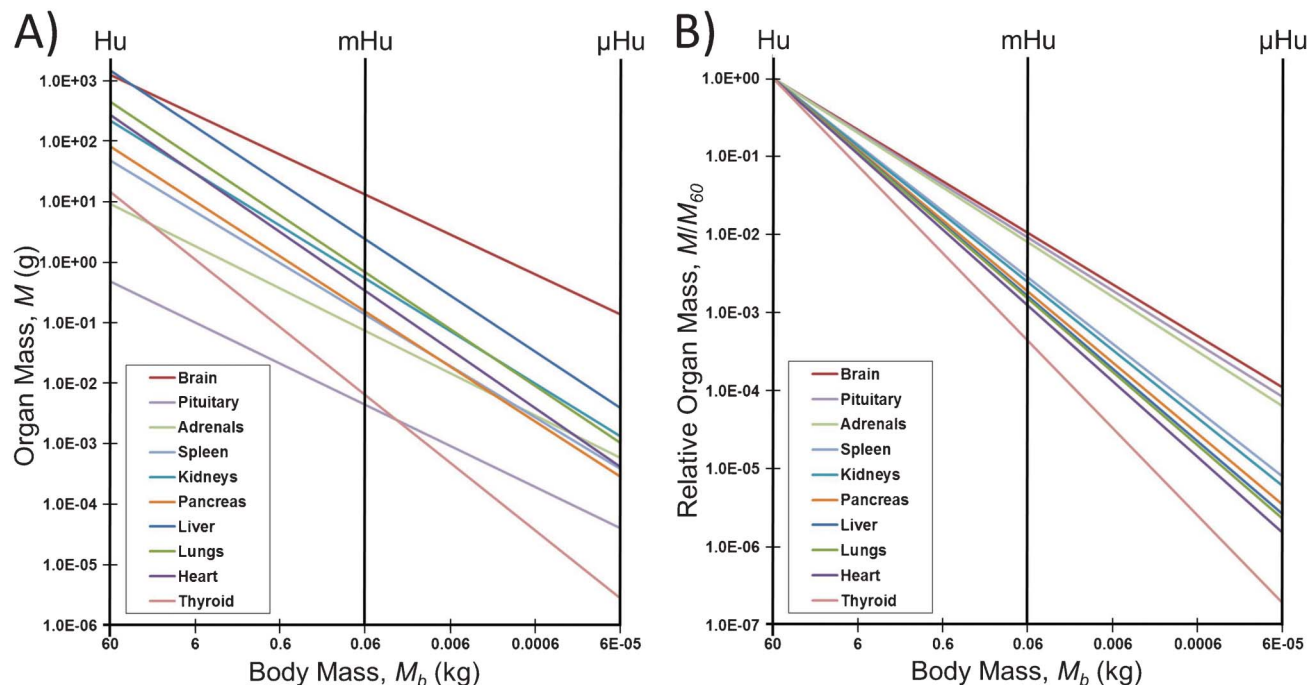 A)
Hu
mHu
µHu
1.0E+03
1.0E+02
1.0E+01
1.0E+00
1.0E-01
1.0E-02
1.0E-03
1.0E-04
1.0E-05
1.0E-06
Organ Mass, M (g)
Brain
Pituitary
Adrenals
Spleen
Kidneys
Pancreas
Liver
Lungs
Heart
Thyroid
60
6
0.6
0.06
0.006
0.0006
6E-05
Body Mass, M_b (kg)
B)
Hu
mHu
µHu
1.0E+00
1.0E-01
1.0E-02
1.0E-03
1.0E-04
1.0E-05
1.0E-06
1.0E-07
Relative Organ Mass, M/M_60
Brain
Pituitary
Adrenals
Spleen
Kidneys
Pancreas
Liver
Lungs
Heart
Thyroid
60
6
0.6
0.06
0.006
0.0006
6E-05
Body Mass, M_b (kg)